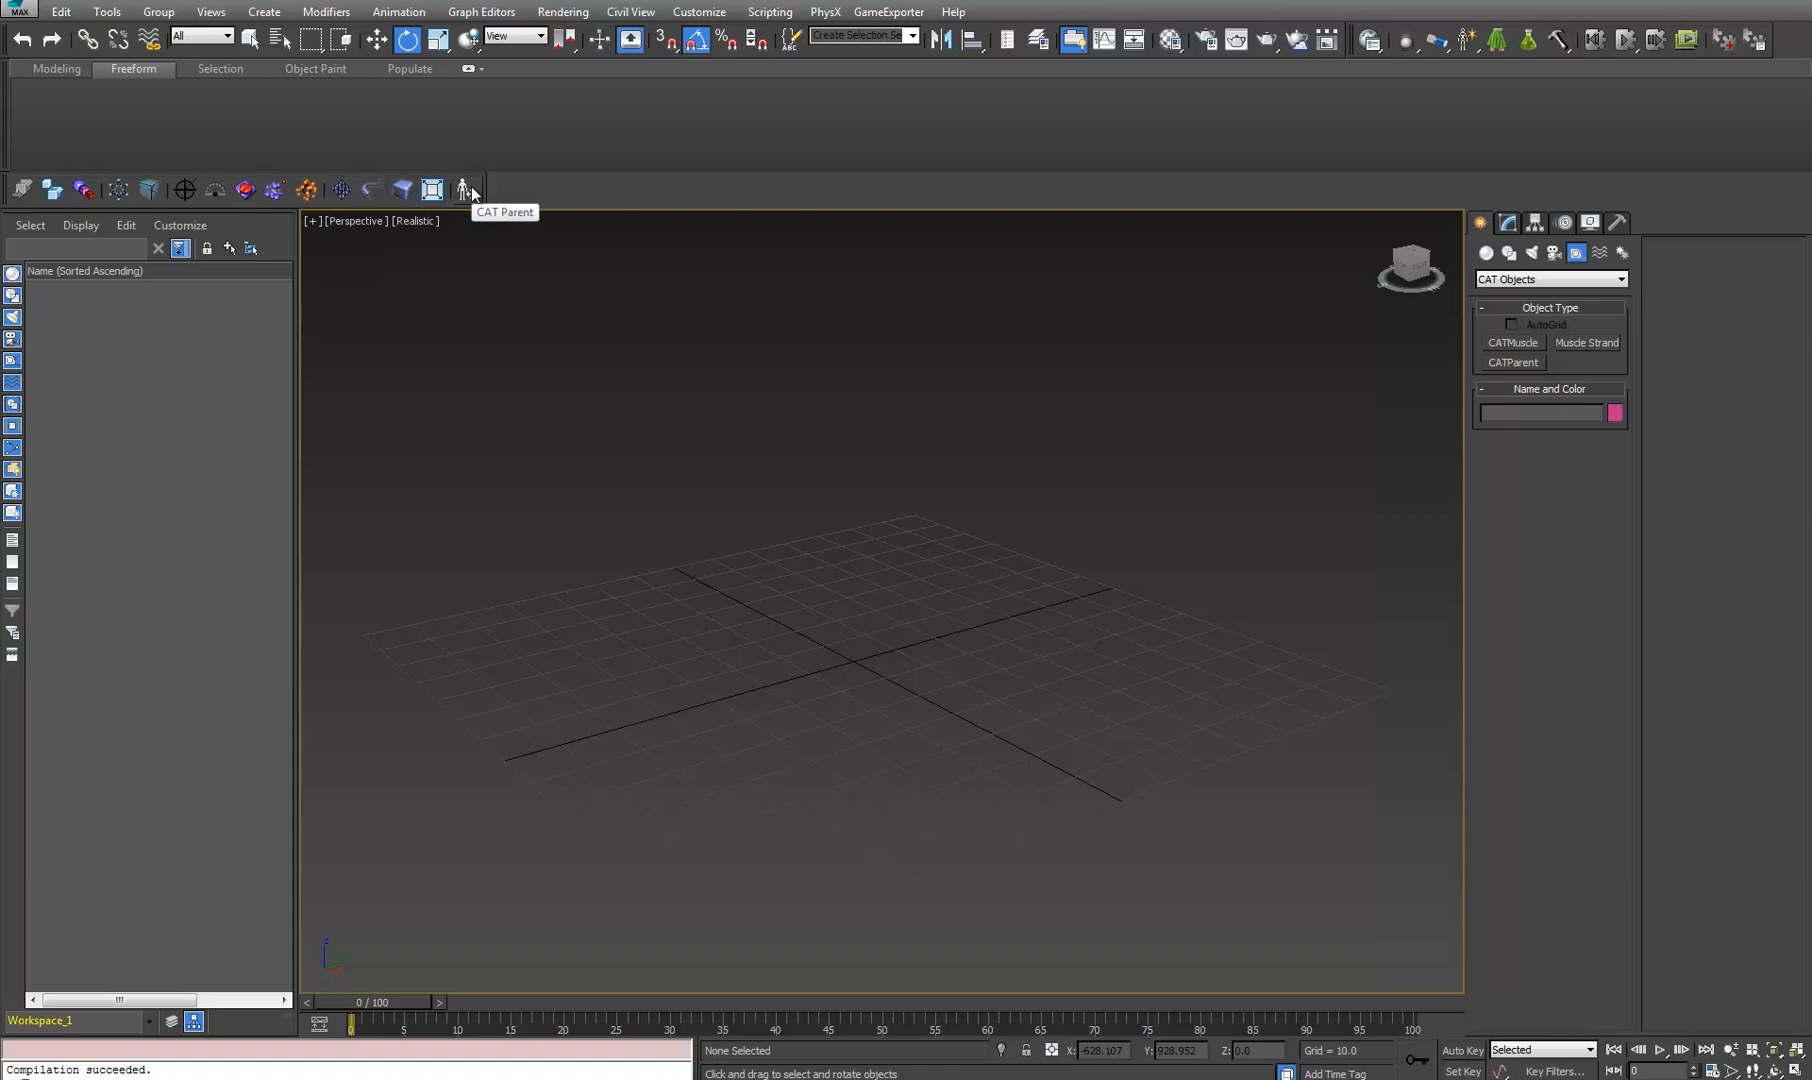 MAX Edit Tools Group Views Create Modifiers Animation Graph Editors Rendering Civil View Customize Scripting PhysX GameExporter Help
All View 3 Create Selection Se
Modeling Freeform Selection Object Paint Populate
CAT Parent
Select Display Edit Customize
[+] [Perspective] [Realistic]
Name (Sorted Ascending)
CAT Objects
- Object Type
AutoGrid
CATMuscle Muscle Strand
CATParent
- Name and Color
z
< 0 / 100 >
Workspace_1
0 5 10 15 20 25 30 35 40 45 50 55 60 65 70 75 80 85 90 95 100
None Selected X: -628.107 Y: 928.952 Z: 0.0 Grid = 10.0 Auto Key Selected
Compilation succeeded. Click and drag to select and rotate objects Add Time Tag Set Key Key Filters... 0